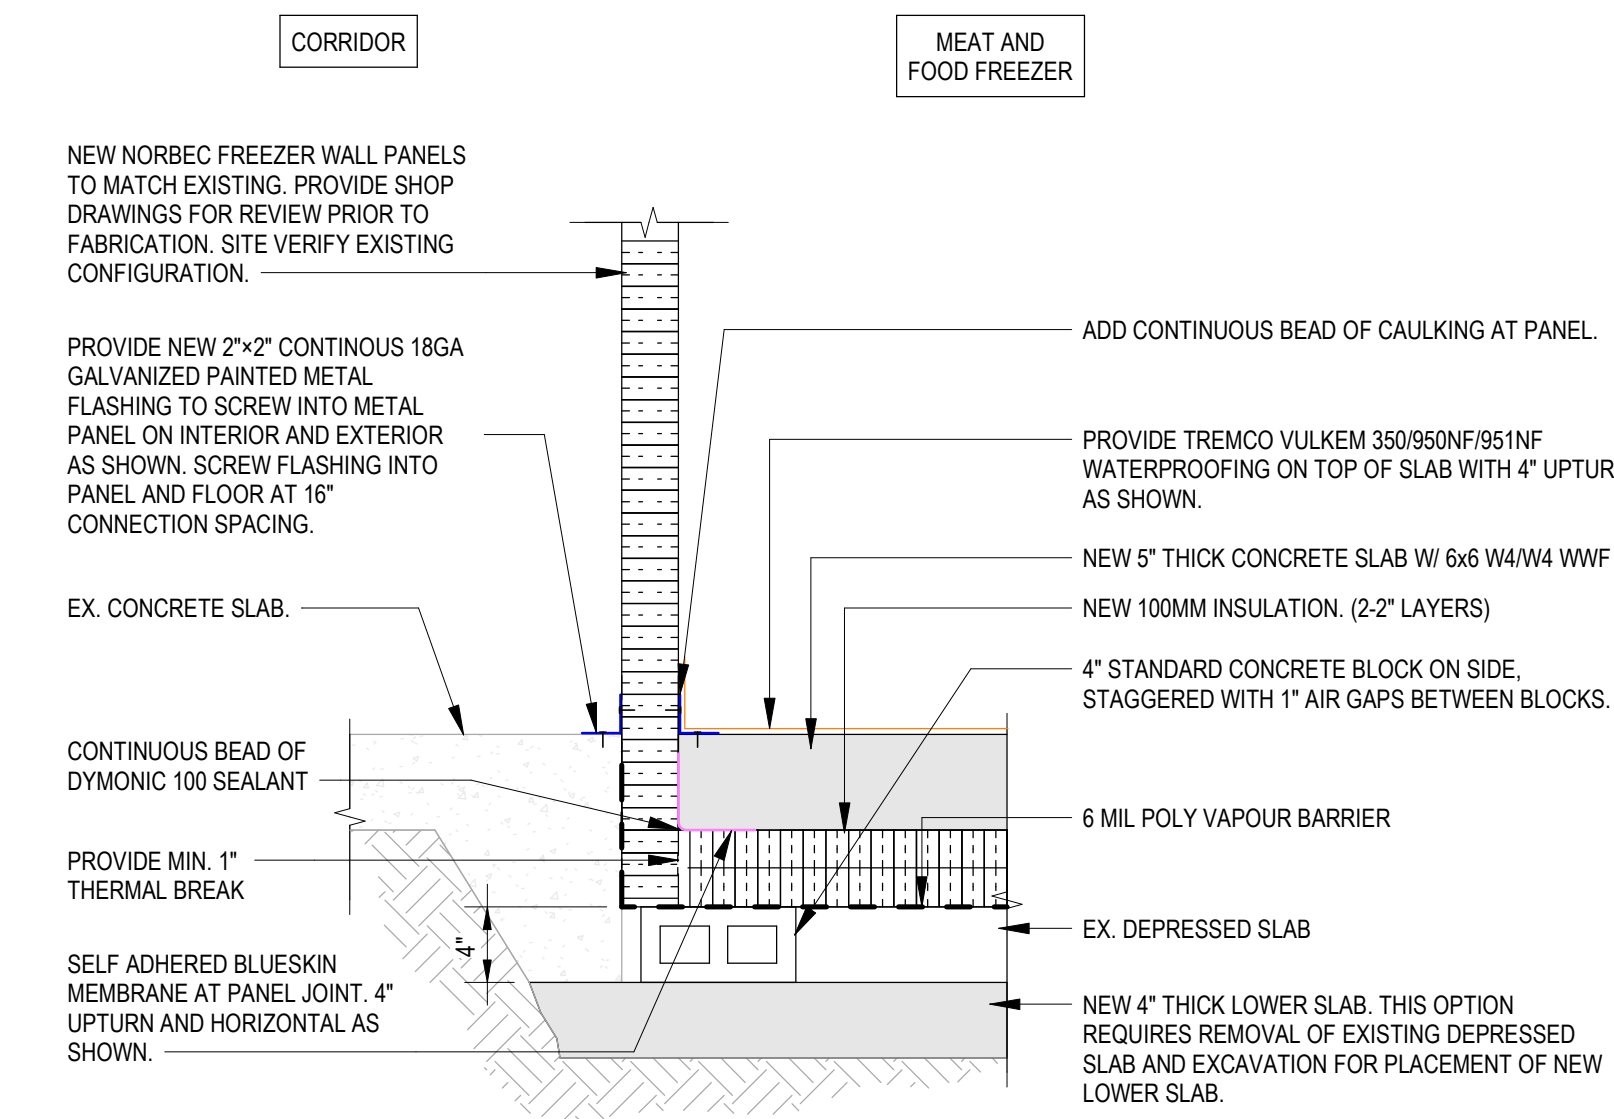 CORRIDOR
MEAT AND
FOOD FREEZER
NEW NORBEC FREEZER WALL PANELS
TO MATCH EXISTING. PROVIDE SHOP
DRAWINGS FOR REVIEW PRIOR TO
FABRICATION. SITE VERIFY EXISTING
CONFIGURATION.
PROVIDE NEW 2"×2" CONTINOUS 18GA
GALVANIZED PAINTED METAL
FLASHING TO SCREW INTO METAL
PANEL ON INTERIOR AND EXTERIOR
AS SHOWN. SCREW FLASHING INTO
PANEL AND FLOOR AT 16"
CONNECTION SPACING.
EX. CONCRETE SLAB.
CONTINUOUS BEAD OF
DYMONIC 100 SEALANT
PROVIDE MIN. 1"
THERMAL BREAK
4"
SELF ADHERED BLUESKIN
MEMBRANE AT PANEL JOINT. 4"
UPTURN AND HORIZONTAL AS
SHOWN.
ADD CONTINUOUS BEAD OF CAULKING AT PANEL.
PROVIDE TREMCO VULKEM 350/950NF/951NF
WATERPROOFING ON TOP OF SLAB WITH 4" UPTUR
AS SHOWN.
NEW 5" THICK CONCRETE SLAB W/ 6x6 W4/W4 WWF
NEW 100MM INSULATION. (2-2" LAYERS)
4" STANDARD CONCRETE BLOCK ON SIDE,
STAGGERED WITH 1" AIR GAPS BETWEEN BLOCKS.
6 MIL POLY VAPOUR BARRIER
EX. DEPRESSED SLAB
NEW 4" THICK LOWER SLAB. THIS OPTION
REQUIRES REMOVAL OF EXISTING DEPRESSED
SLAB AND EXCAVATION FOR PLACEMENT OF NEW
LOWER SLAB.